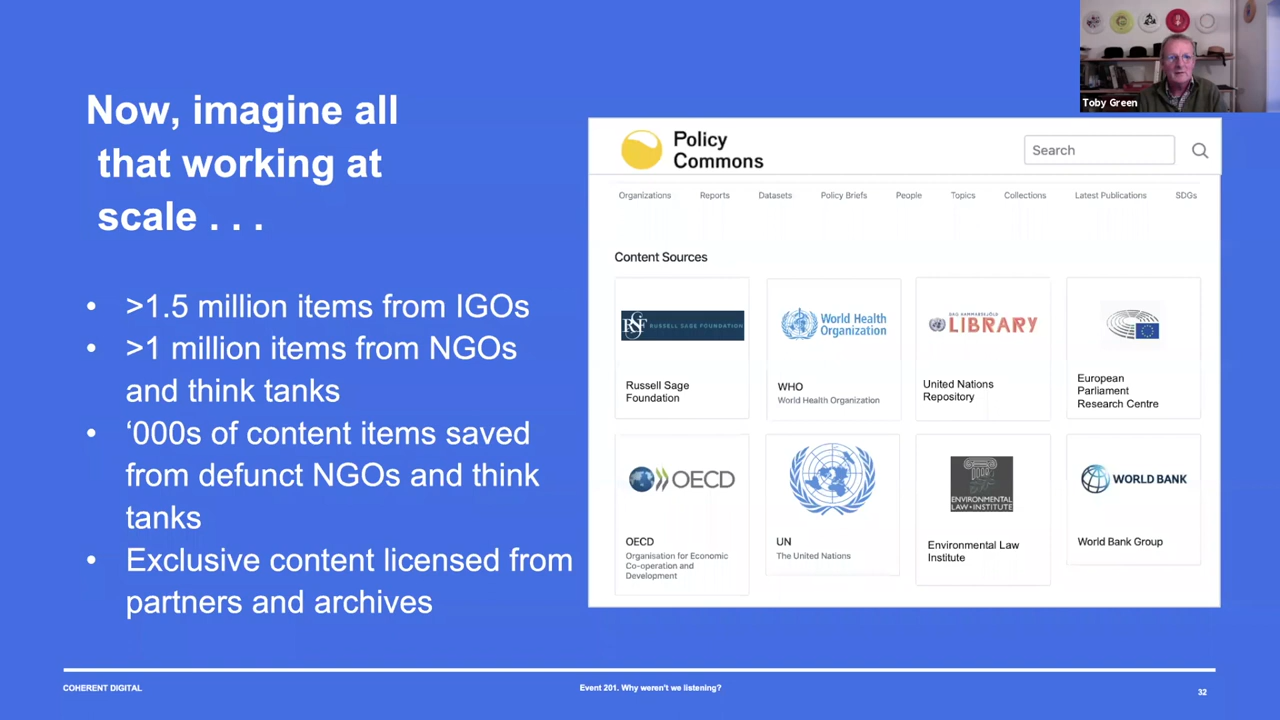 Toby Green
Now, imagine all
that working at
scale . . .
• >1.5 million items from IGOs
• >1 million items from NGOs
and think tanks
• ‘000s of content items saved
from defunct NGOs and think
tanks
• Exclusive content licensed from
partners and archives
Policy
Commons
Search
Organizations Reports Datasets Policy Briefs People Topics Collections Latest Publications SDGs
Content Sources
RSF RUSSELL SAGE FOUNDATION
Russell Sage
Foundation
World Health
Organization
WHO
World Health Organization
DAG HAMMARSKJÖLD
LIBRARY
United Nations
Repository
European
Parliament
Research Centre
OECD
OECD
Organisation for Economic
Co-operation and
Development
UN
The United Nations
ENVIRONMENTAL
LAW•INSTITUTE
Environmental Law
Institute
WORLD BANK
World Bank Group
COHERENT DIGITAL
Event 201. Why weren't we listening?
32